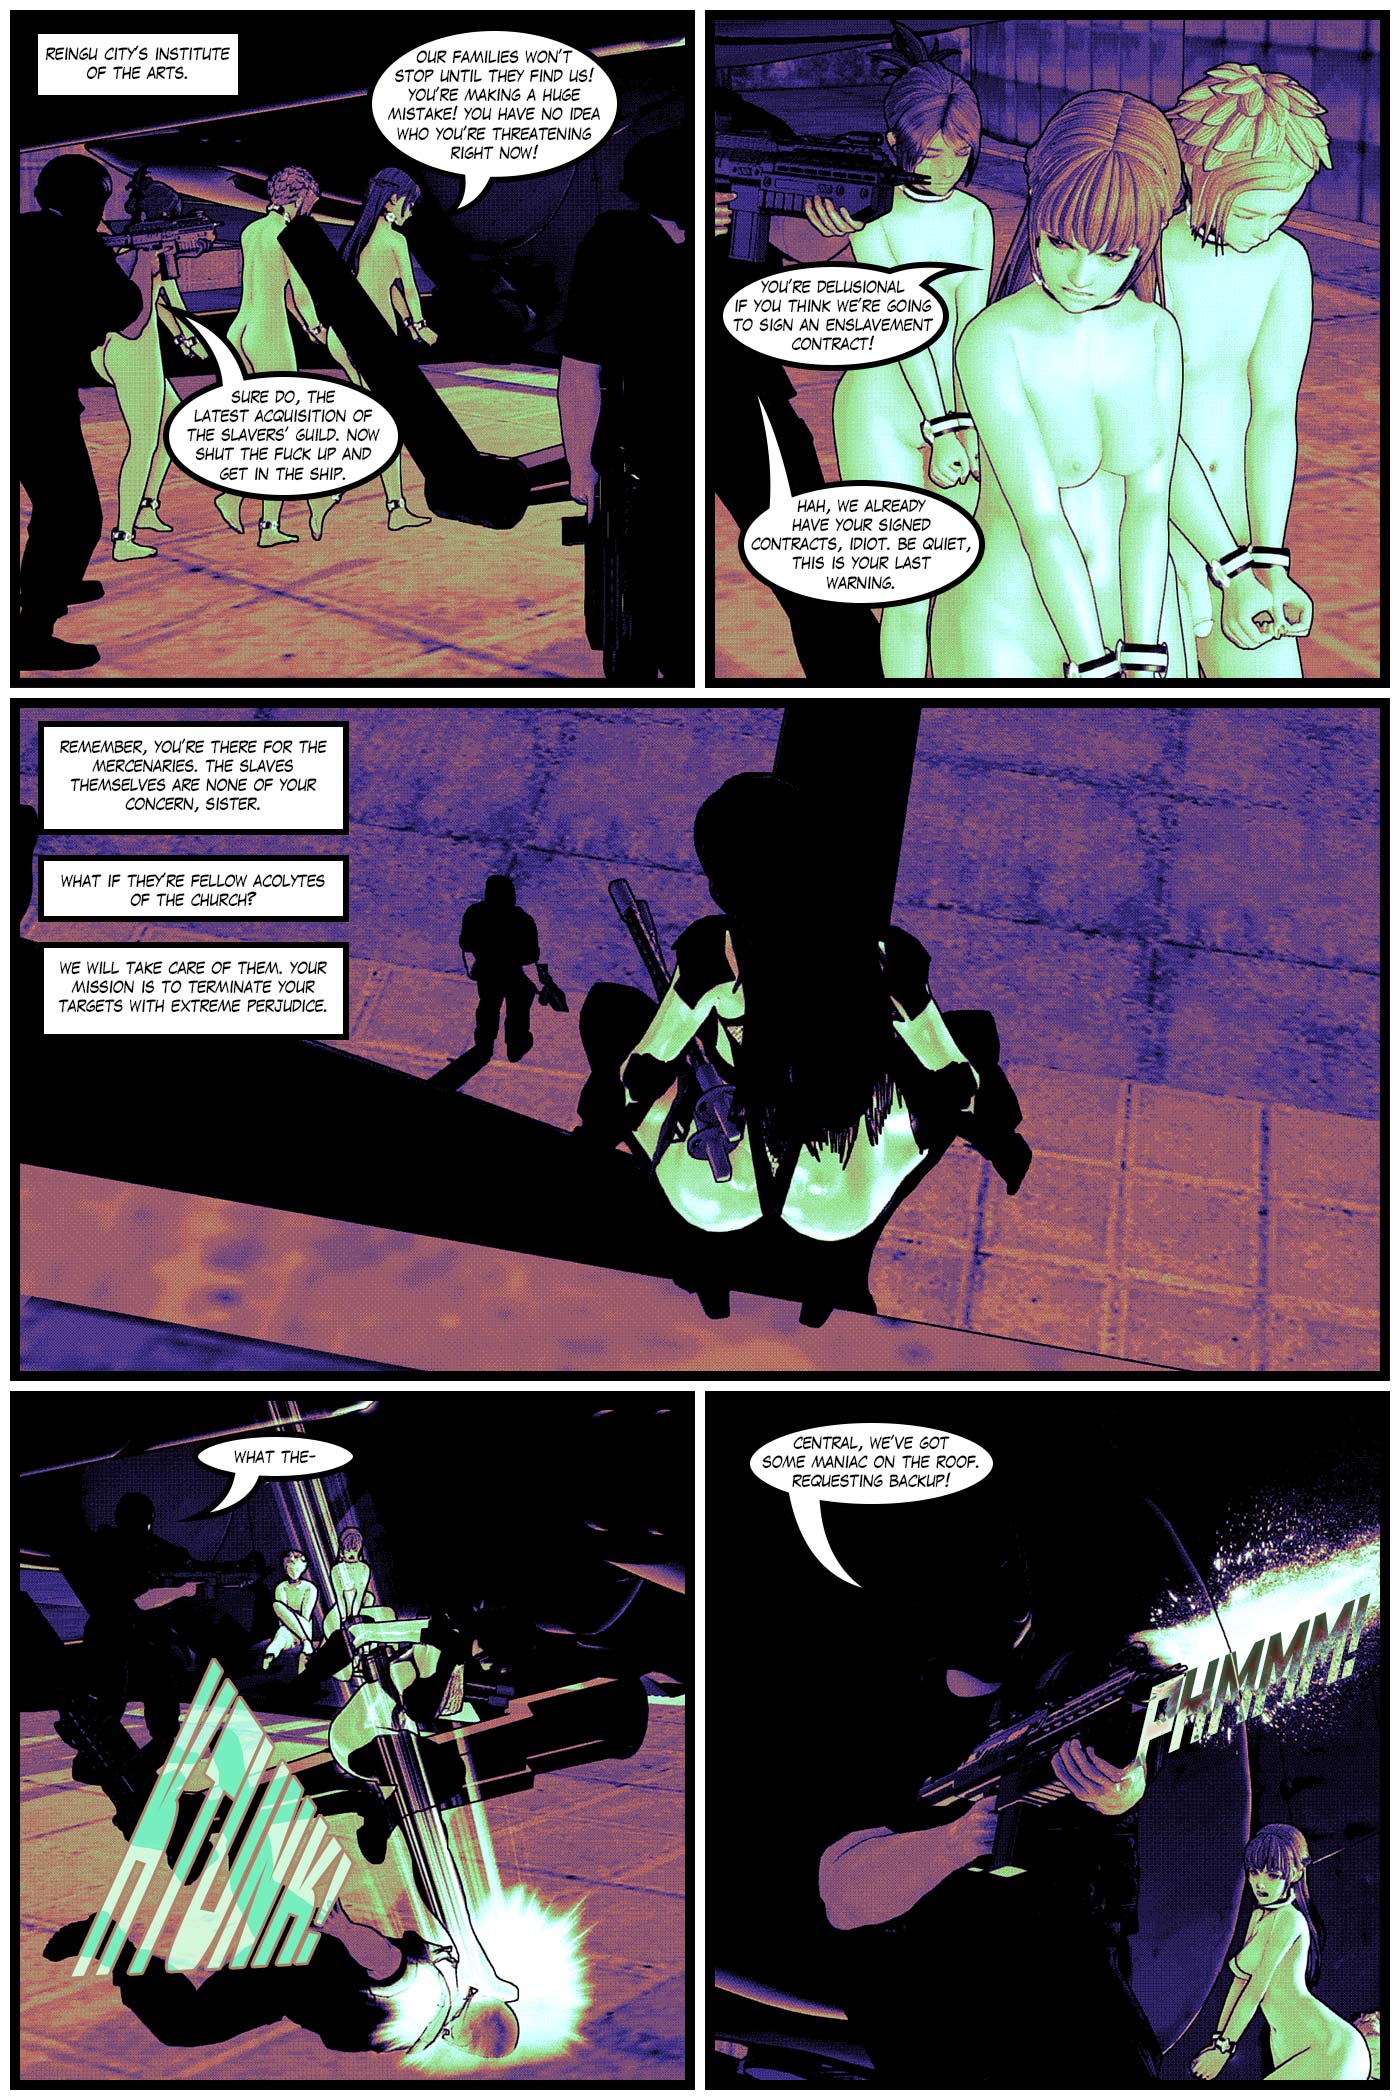 REINGU CITY'S INSTITUTE
OF THE ARTS.
OUR FAMILIES WON'T
STOP UNTIL THEY FIND US!
YOU'RE MAKING A HUGE
MISTAKE! YOU HAVE NO IDEA
WHO YOU'RE THREATENING
RIGHT NOW!
SURE DO, THE
LATEST ACQUISITION OF
THE SLAVERS' GUILD. NOW
SHUT THE FUCK UP AND
GET IN THE SHIP.
YOU'RE DELUSIONAL
IF YOU THINK WE'RE GOING
TO SIGN AN ENSLAVEMENT
CONTRACT!
HAH, WE ALREADY
HAVE YOUR SIGNED
CONTRACTS, IDIOT. BE QUIET,
THIS IS YOUR LAST
WARNING.
REMEMBER, YOU'RE THERE FOR THE
MERCENARIES. THE SLAVES
THEMSELVES ARE NONE OF YOUR
CONCERN, SISTER.
WHAT IF THEY'RE FELLOW ACOLYTES
OF THE CHURCH?
WE WILL TAKE CARE OF THEM. YOUR
MISSION IS TO TERMINATE YOUR
TARGETS WITH EXTREME PERJUDICE.
WHAT THE-
KTUNK!
CENTRAL, WE'VE GOT
SOME MANIAC ON THE ROOF.
REQUESTING BACKUP!
PHMMM!